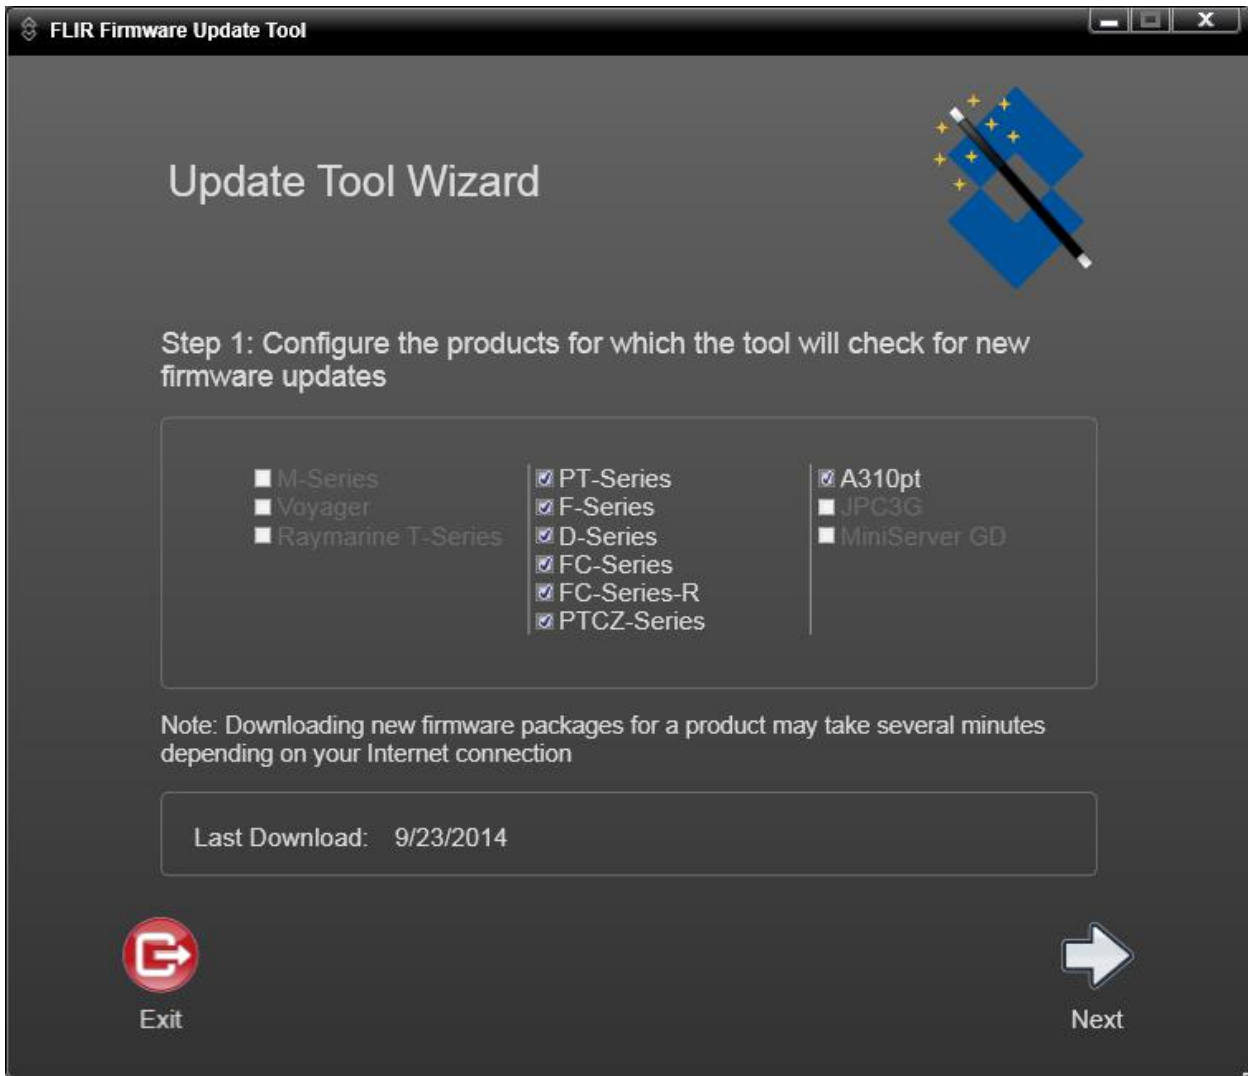 FLIR Firmware Update Tool
Update Tool Wizard
Step 1: Configure the products for which the tool will check for new
firmware updates
M-Series
Voyager
Raymarine T-Series
PT-Series
F-Series
D-Series
FC-Series
FC-Series-R
PTCZ-Series
A310pt
JPC3G
MiniServer GD
Note: Downloading new firmware packages for a product may take several minutes
depending on your Internet connection
Last Download: 9/23/2014
Exit
Next